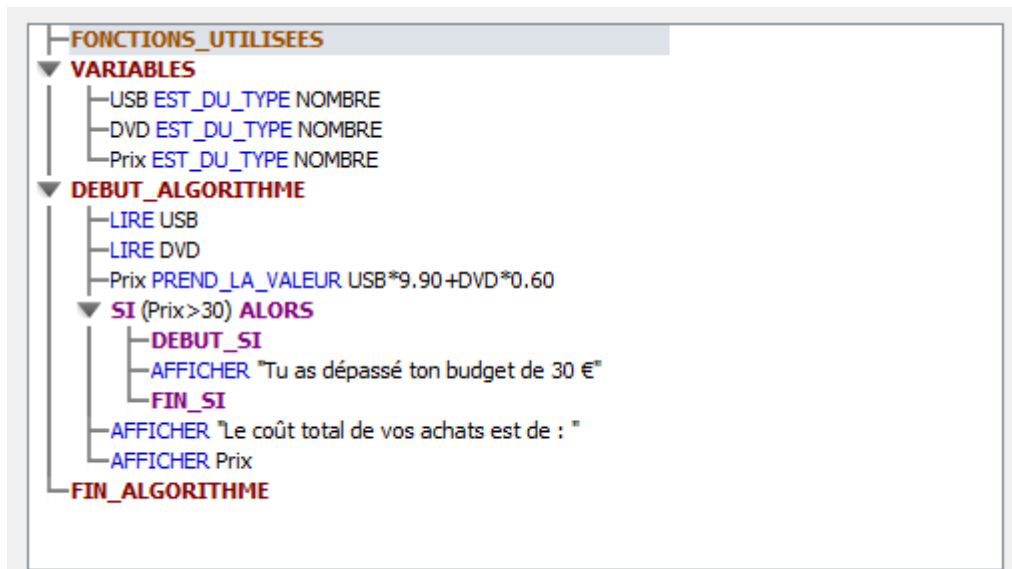 FONCTIONS_UTILISEES
VARIABLES
USB EST_DU_TYPE NOMBRE
DVD EST_DU_TYPE NOMBRE
Prix EST_DU_TYPE NOMBRE
DEBUT_ALGORITHME
LIRE USB
LIRE DVD
Prix PREND_LA_VALEUR USB*9.90+DVD*0.60
SI (Prix>30) ALORS
DEBUT_SI
AFFICHER "Tu as dépassé ton budget de 30 €"
FIN_SI
AFFICHER "Le coût total de vos achats est de : "
AFFICHER Prix
FIN_ALGORITHME